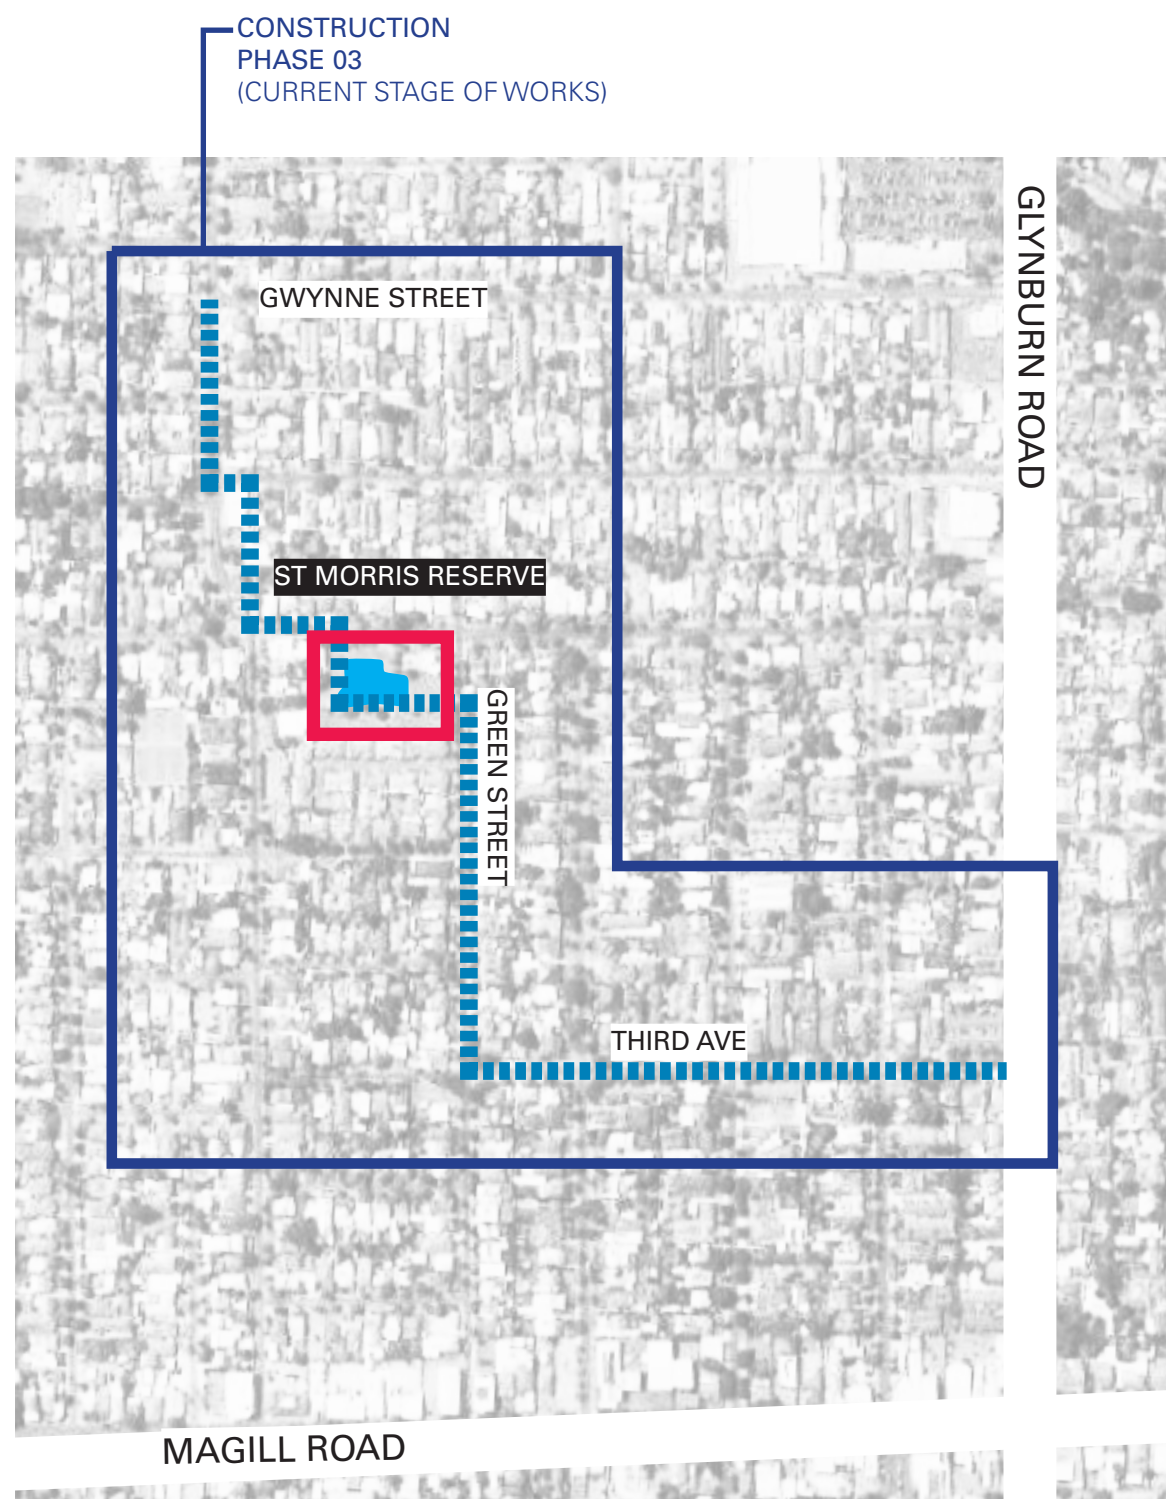 CONSTRUCTION
PHASE 03
(CURRENT STAGE OF WORKS)
GLYNBURN ROAD
GWYNNE STREET
ST MORRIS RESERVE
GREEN STREET
THIRD AVE
MAGILL ROAD